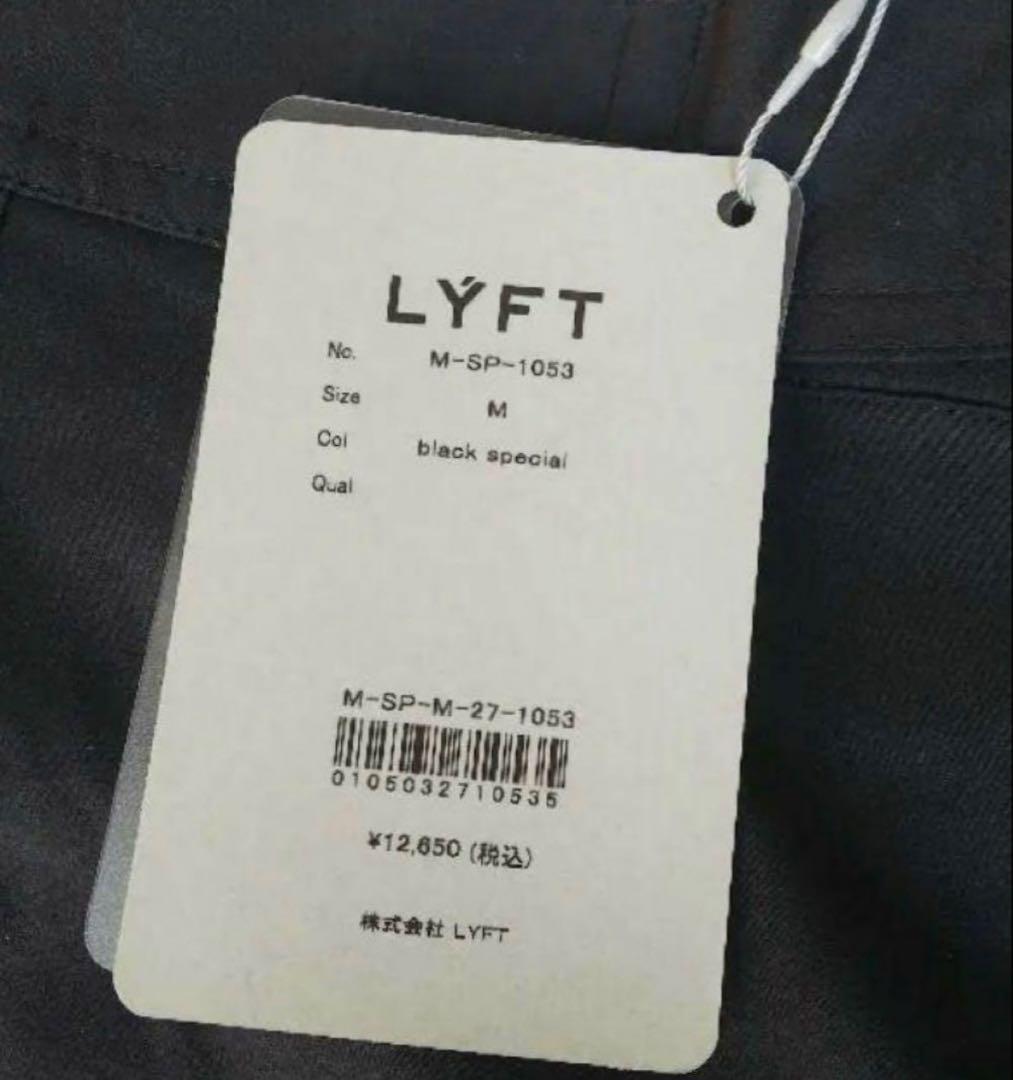 LÝFT
No. M-SP-1053
Size M
Col black special
Qual
M-SP-M-27-1053
0105032710535
¥12,650 (税込)
株式会社 LYFT